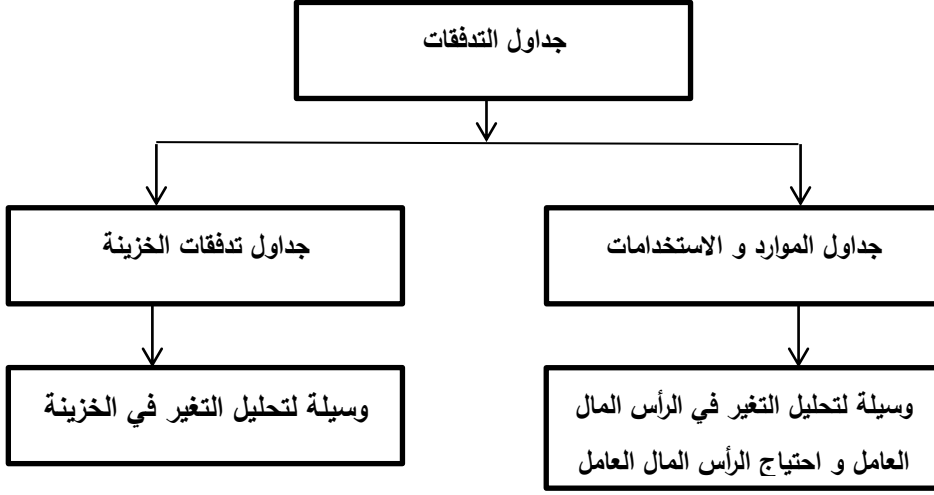 جداول التدفقات
جداول الموارد و الاستخدامات
جداول تدفقات الخزينة
وسيلة لتحليل التغير في الرأس المال
العامل و احتياج الرأس المال العامل
وسيلة لتحليل التغير في الخزينة